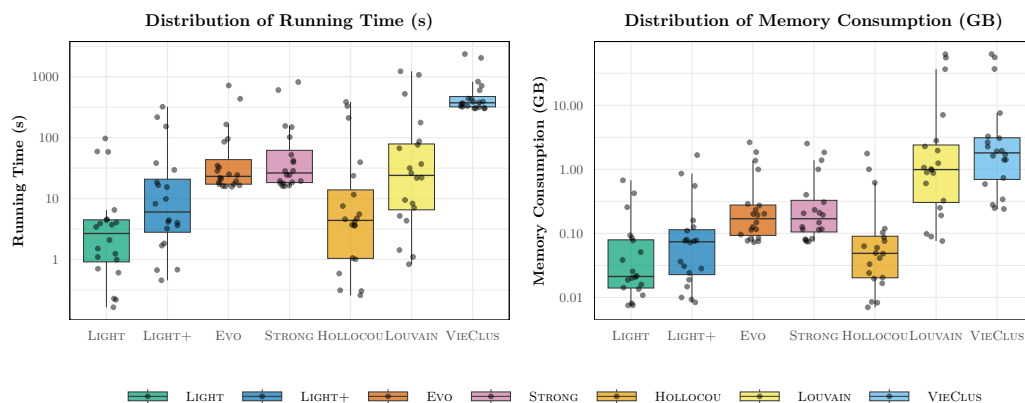 Distribution of Running Time (s)
Running Time (s)
1000
100
10
1
LIGHT LIGHT+ EVO STRONG HOLLOCOU LOUVAIN VIECLUS
Distribution of Memory Consumption (GB)
Memory Consumption (GB)
10.00
1.00
0.10
0.01
LIGHT LIGHT+ EVO STRONG HOLLOCOU LOUVAIN VIECLUS
LIGHT LIGHT+ EVO STRONG HOLLOCOU LOUVAIN VIECLUS